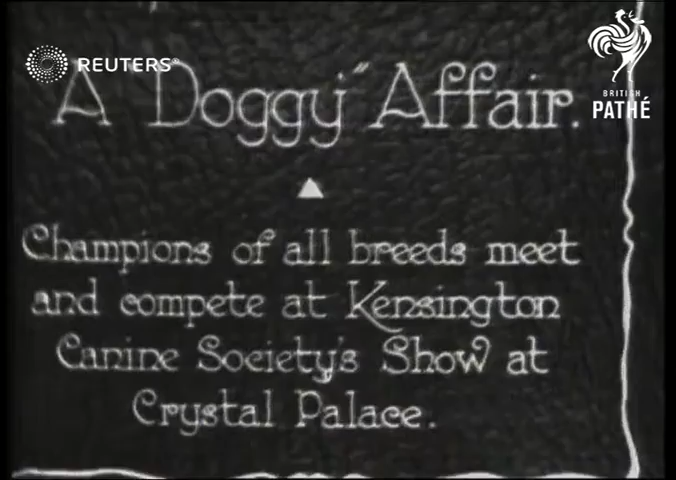 REUTERS®
BRITISH
PATHÉ
A Doggy" Affair.
Champions of all breeds meet
and compete at Kensington
Canine Society's Show at
Crystal Palace.